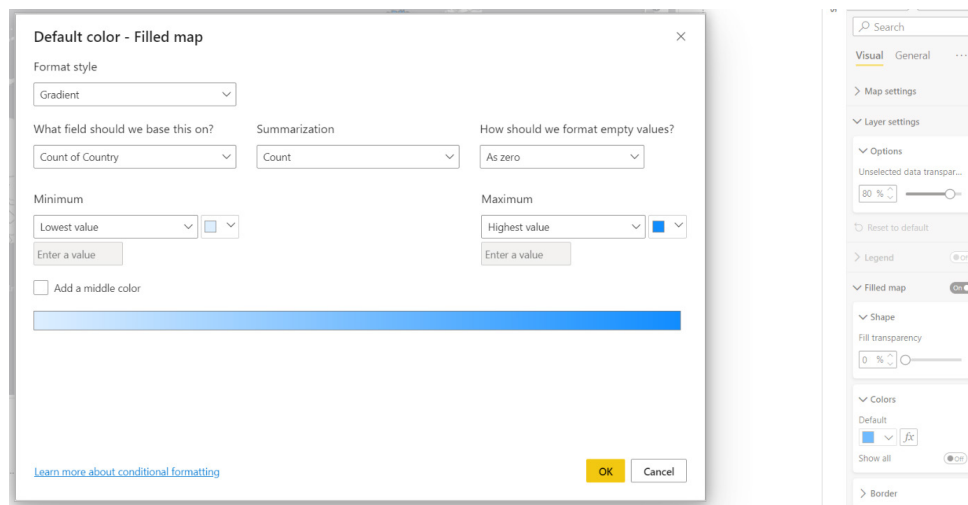 Default color - Filled map
Format style
Gradient
What field should we base this on?
Summarization
How should we format empty values?
Count of Country
Count
As zero
Minimum
Maximum
Lowest value
Highest value
Enter a value
Enter a value
Add a middle color
Learn more about conditional formatting
OK
Cancel
Search
Visual
General
...
Map settings
Layer settings
Options
Unselected data transpar...
80 %
Reset to default
Legend
Filled map
On
Shape
Fill transparency
0 %
Colors
Default
fx
Show all
Off
Border